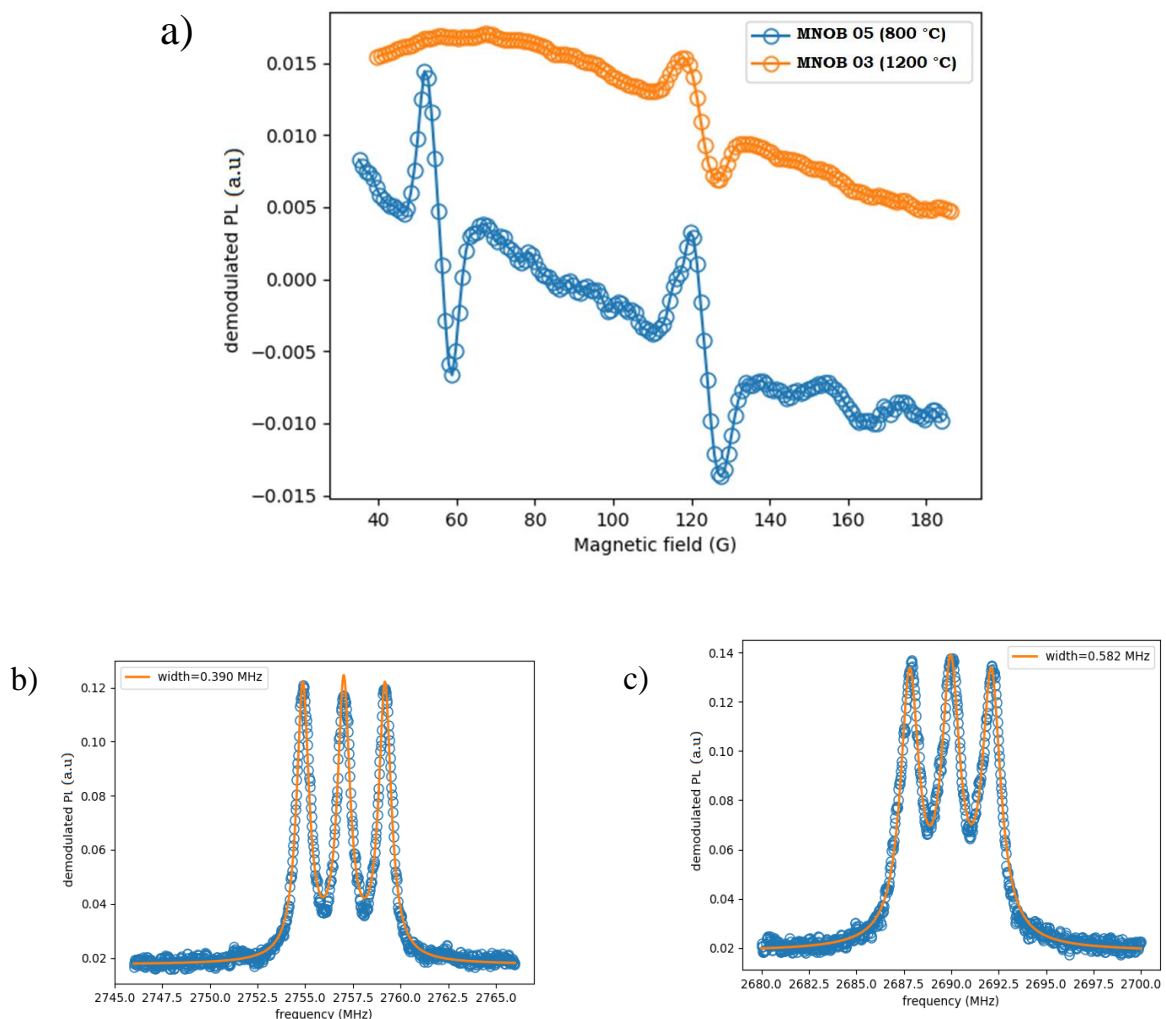 a)
MNOB 05 (800 °C)
MNOB 03 (1200 °C)
demodulated PL (a.u)
0.015
0.010
0.005
0.000
−0.005
−0.010
−0.015
40 60 80 100 120 140 160 180
Magnetic field (G)
b)
width=0.390 MHz
demodulated PL (a.u)
0.12
0.10
0.08
0.06
0.04
0.02
2745.0 2747.5 2750.0 2752.5 2755.0 2757.5 2760.0 2762.5 2765.0
frequency (MHz)
c)
width=0.582 MHz
demodulated PL (a.u)
0.14
0.12
0.10
0.08
0.06
0.04
0.02
2680.0 2682.5 2685.0 2687.5 2690.0 2692.5 2695.0 2697.5 2700.0
frequency (MHz)